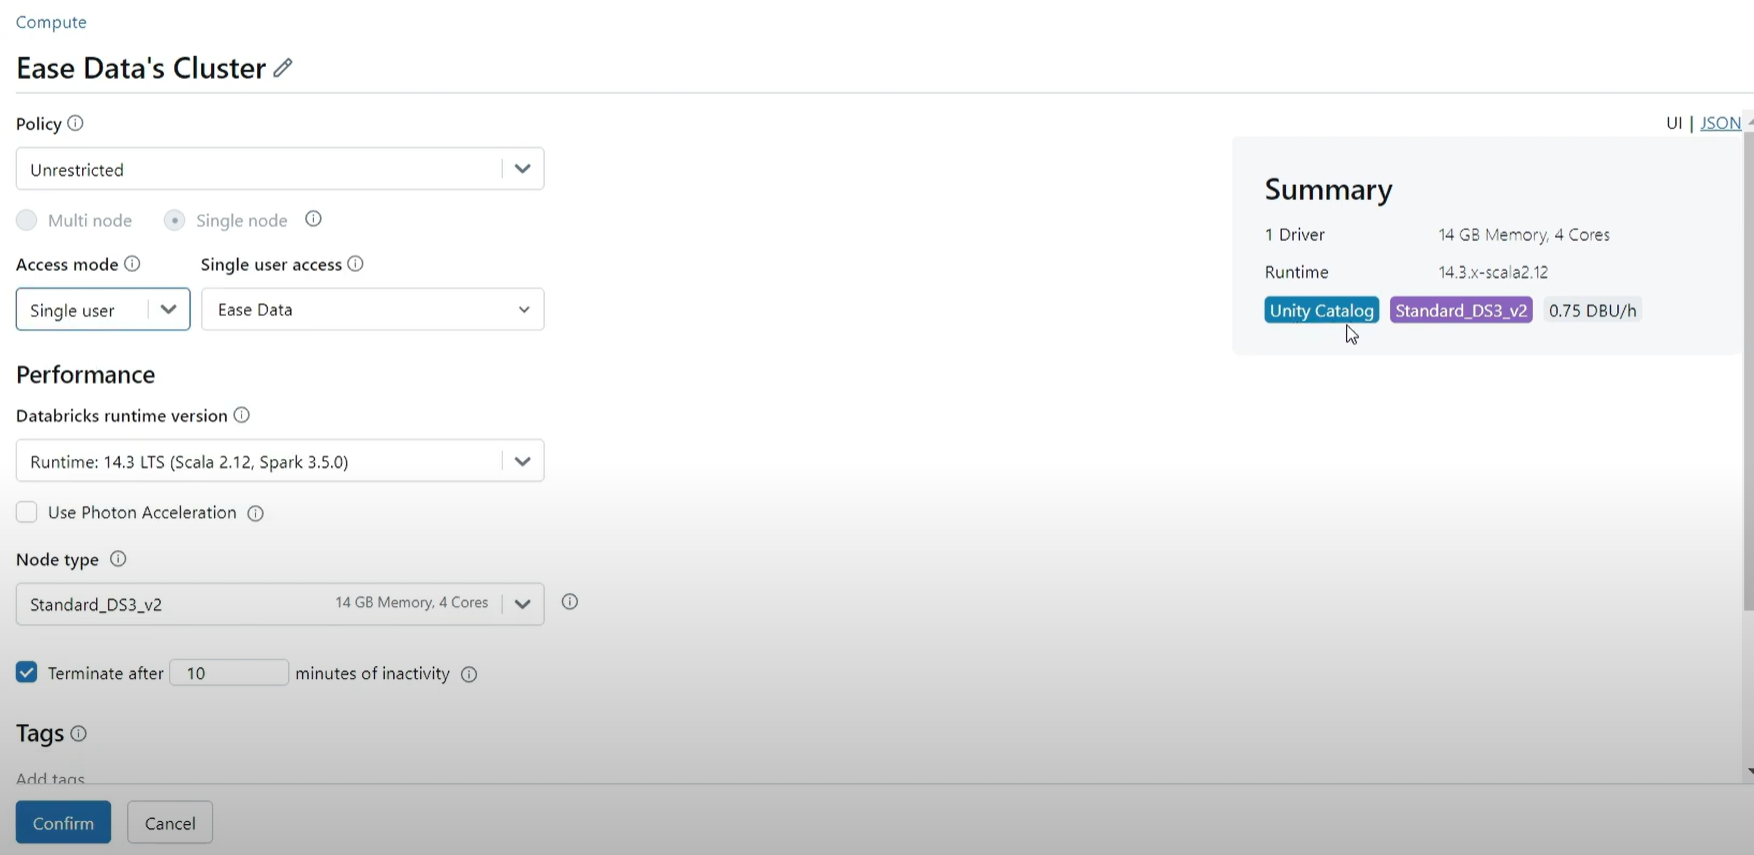 Compute
Ease Data's Cluster
Policy
UI | JSON
Unrestricted
Summary
Multi node Single node
1 Driver 14 GB Memory, 4 Cores
Access mode Single user access
Runtime 14.3.x-scala2.12
Single user Ease Data
Unity Catalog Standard_DS3_v2 0.75 DBU/h
Performance
Databricks runtime version
Runtime: 14.3 LTS (Scala 2.12, Spark 3.5.0)
Use Photon Acceleration
Node type
Standard_DS3_v2 14 GB Memory, 4 Cores
Terminate after 10 minutes of inactivity
Tags
Add tags
Confirm Cancel